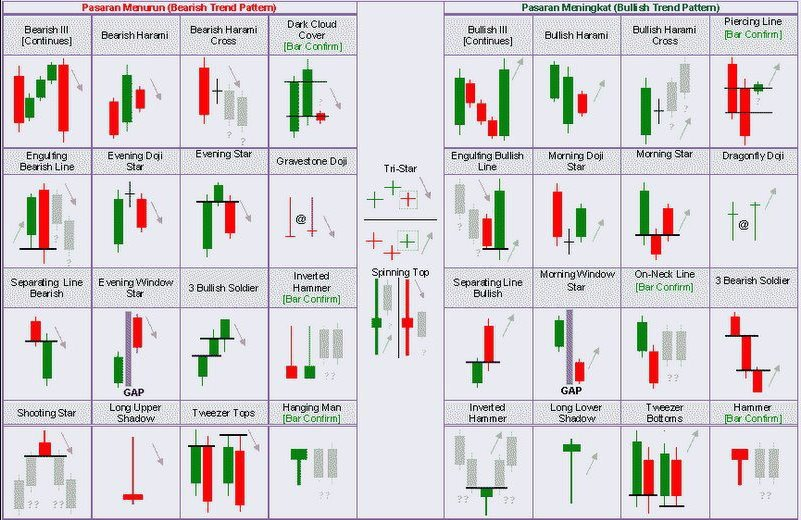 Pasaran Menurun (Bearish Trend Pattern)
Pasaran Meningkat (Bullish Trend Pattern)
Bearish III
[Continues]
Bearish Harami
Bearish Harami
Cross
Dark Cloud
Cover
[Bar Confirm]
Bullish III
[Continues]
Bullish Harami
Bullish Harami
Cross
Piercing Line
[Bar Confirm]
?
?
?
?
?
?
Engulfing
Bearish Line
Evening Doji
Star
Evening Star
Gravestone Doji
Tri-Star
Engulfing Bullish
Line
Morning Doji
Star
Morning Star
Dragonfly Doji
@
@
??
??
Separating Line
Bearish
Evening Window
Star
3 Bullish Soldier
Inverted
Hammer
[Bar Confirm]
Spinning Top
Separating Line
Bullish
Morning Window
Star
On-Neck Line
[Bar Confirm]
3 Bearish Soldier
??
GAP
??
GAP
??
Shooting Star
Long Upper
Shadow
Tweezer Tops
Hanging Man
[Bar Confirm]
Inverted
Hammer
Long Lower
Shadow
Tweezer
Bottoms
Hammer
[Bar Confirm]
??
??
??
??
??
??